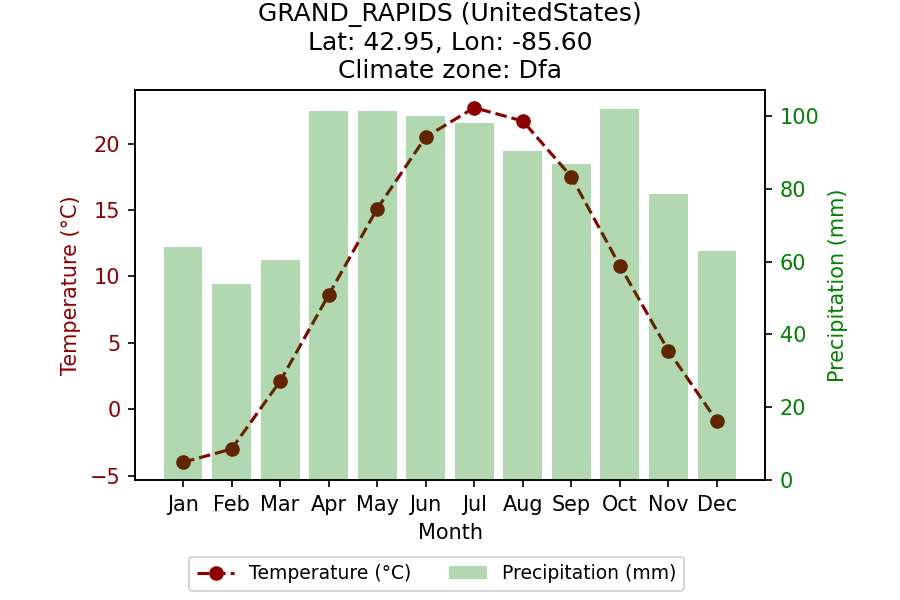 GRAND_RAPIDS (UnitedStates)
Lat: 42.95, Lon: -85.60
Climate zone: Dfa
20
15
10
5
0
−5
Temperature (°C)
100
80
60
40
20
0
Precipitation (mm)
Jan Feb Mar Apr May Jun Jul Aug Sep Oct Nov Dec
Month
Temperature (°C) Precipitation (mm)